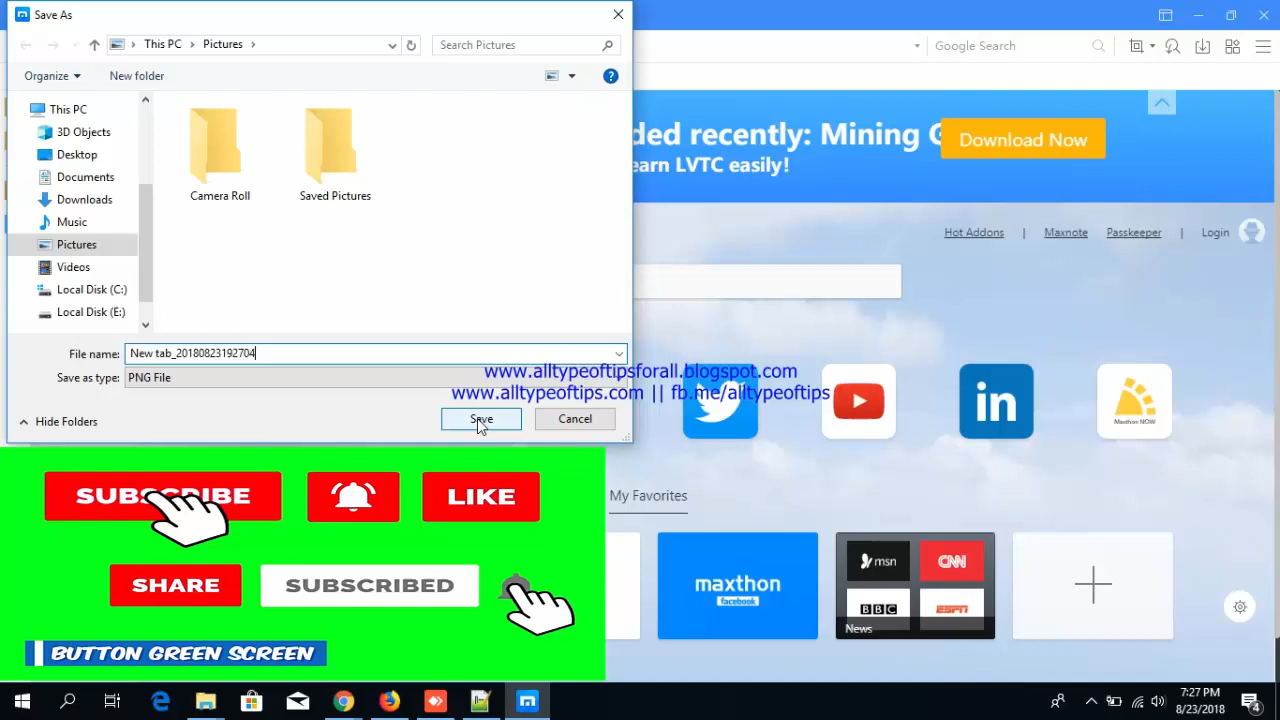 Save As
This PC
Pictures
Search Pictures
Google Search
Organize
New folder
This PC
3D Objects
Desktop
Documents
Downloads
Music
Pictures
Videos
Local Disk (C:)
Local Disk (E:)
Camera Roll
Saved Pictures
File name: New tab_20180823192704
Save as type: PNG File
Hide Folders
Save
Cancel
ded recently: Mining G
earn LVTC easily!
Download Now
Hot Addons | Maxnote Passkeeper | Login
www.alltypeoftipsforall.blogspot.com
www.alltypeoftips.com || fb.me/alltypeoftips
in
Maxthon NOW
My Favorites
maxthon
facebook
msn
CNN
BBC
ESPN
News
SUBSCRIBE
LIKE
SHARE
SUBSCRIBED
BUTTON GREEN SCREEN
7:27 PM
8/23/2018
4